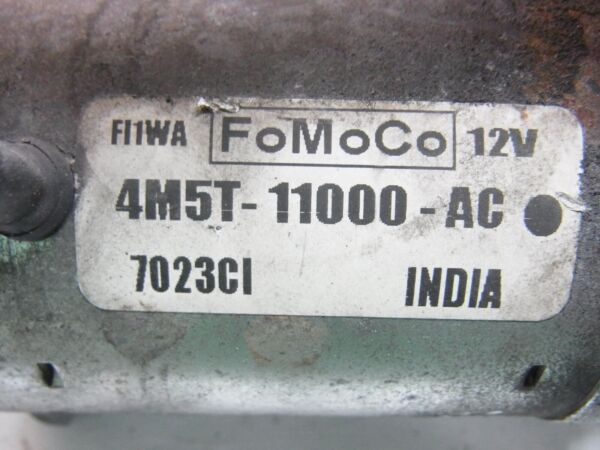 FI1WA FoMoCo 12V
4M5T-11000-AC
7023CI INDIA